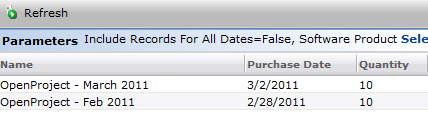 Refresh
Parameters Include Records For All Dates=False, Software Product Sele
Name Purchase Date Quantity
OpenProject - March 2011 3/2/2011 10
OpenProject - Feb 2011 2/28/2011 10